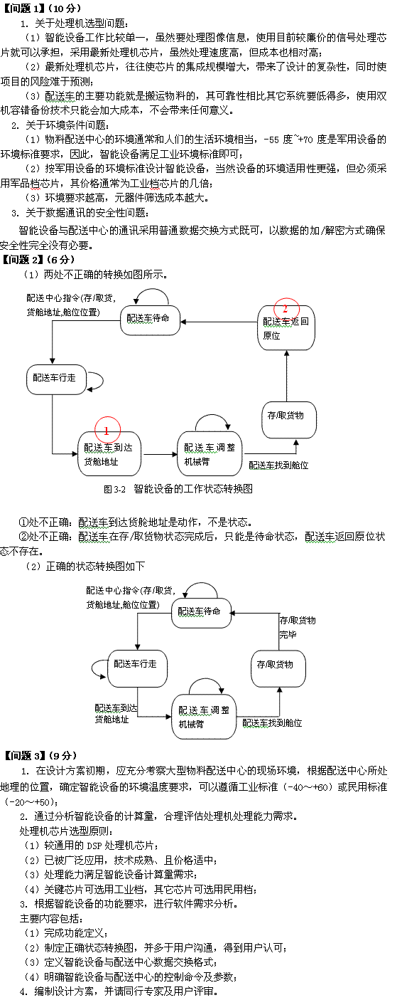 【问题 1】(10 分)
1. 关于处理机选型问题：
（1）智能设备工作比较单一，虽然要处理图像信息，使用目前较廉价的信号处理芯
片就可以承担，采用最新处理机芯片，虽然处理速度高，但成本也相对高；
（2）最新处理机芯片，往往使芯片的集成规模增大，带来了设计的复杂性，同时使
项目的风险难于预测；
（3）配送车的主要功能就是搬运物料的，其可靠性相比其它系统要低得多，使用双
机容错备份技术只能会加大成本，不会带来任何意义。
2. 关于环境条件问题：
（1）物料配送中心的环境通常和人们的生活环境相当，-55 度~+70 度是军用设备的
环境标准要求，因此，智能设备满足工业环境标准即可；
（2）按军用设备的环境标准设计智能设备，当然设备的环境适用性更强，但必须采
用军品档芯片，其价格通常为工业档芯片的几倍；
（3）环境要求越高，元器件筛选成本越大。
3. 关于数据通讯的安全性问题：
智能设备与配送中心的通讯采用普通数据交换方式既可，以数据的加/解密方式确保
安全性完全没有必要。
【问题 2】(6 分)
（1）两处不正确的转换如图所示。
配送中心指令(存/取货,
货舱地址,舱位位置)
配送车待命
2
配送车返回
原位
配送车行走
存/取货物
1
配送车到达
货舱地址
配送车调整
机械臂
配送车找到舱位
图 3-2 智能设备的工作状态转换图
①处不正确：配送车到达货舱地址是动作，不是状态。
②处不正确：配送车在存/取货物状态完成后，只能是待命状态，配送车返回原位状
态不存在。
（2）正确的状态转换图如下
配送中心指令(存/取货,
货舱地址,舱位位置)
配送车待命
存/取货物
完毕
配送车行走
存/取货物
配送车到达
货舱地址
配送车调整
机械臂
配送车找到舱位
【问题 3】(9 分)
1. 在设计方案初期，应充分考察大型物料配送中心的现场环境，根据配送中心所处
地理的位置，确定智能设备的环境温度要求，可以遵循工业标准（-40～+60）或民用标准
（-20～+50）；
2. 通过分析智能设备的计算量，合理评估处理机处理能力需求。
处理机芯片选型原则：
（1）较通用的 DSP 处理机芯片；
（2）已被广泛应用，技术成熟、且价格适中；
（3）处理能力满足智能设备计算量需求；
（4）关键芯片可选用工业档，其它芯片可选用民用档；
3. 根据智能设备的功能要求，进行软件需求分析。
主要内容包括：
（1）完成功能定义；
（2）制定正确状态转换图，并多于用户沟通，得到用户认可；
（3）定义智能设备与配送中心数据交换格式；
（4）明确智能设备与配送中心的控制命令及参数；
4. 编制设计方案，并请同行专家及用户评审。